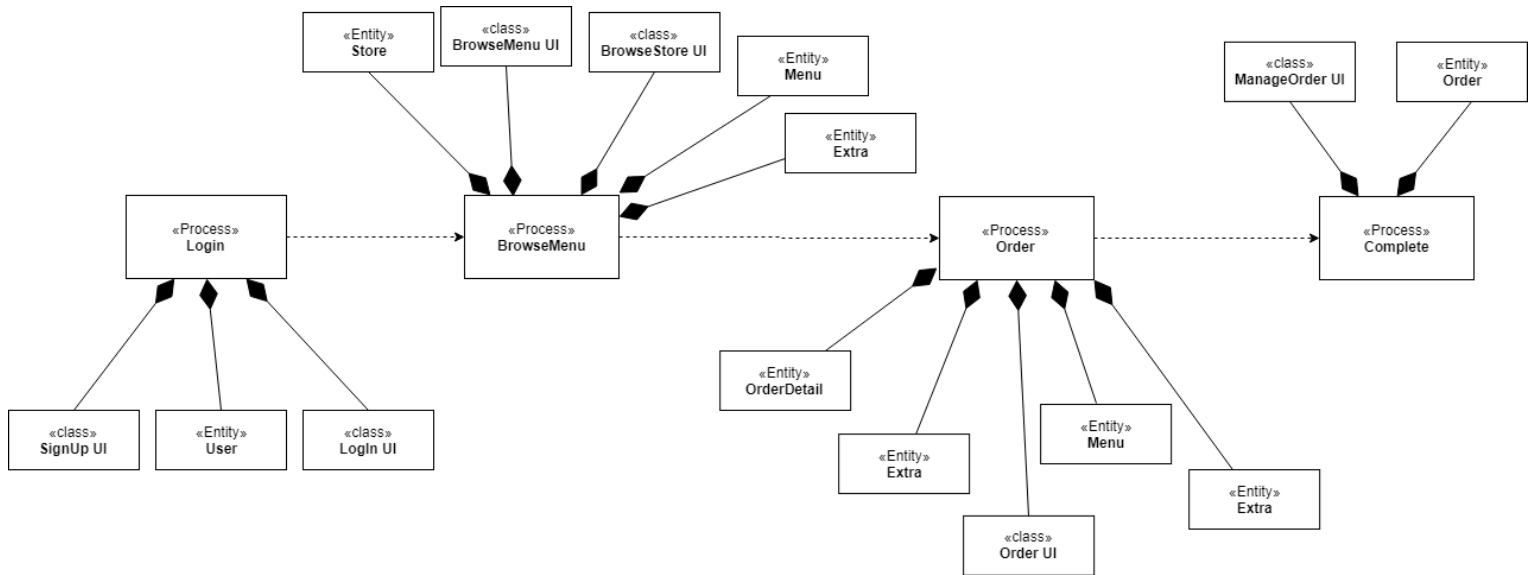 «Entity»
Store
«class»
BrowseMenu UI
«class»
BrowseStore UI
«Entity»
Menu
«Entity»
Extra
«class»
ManageOrder UI
«Entity»
Order
«Process»
Login
«Process»
BrowseMenu
«Process»
Order
«Process»
Complete
«class»
SignUp UI
«Entity»
User
«class»
LogIn UI
«Entity»
OrderDetail
«Entity»
Extra
«class»
Order UI
«Entity»
Menu
«Entity»
Extra